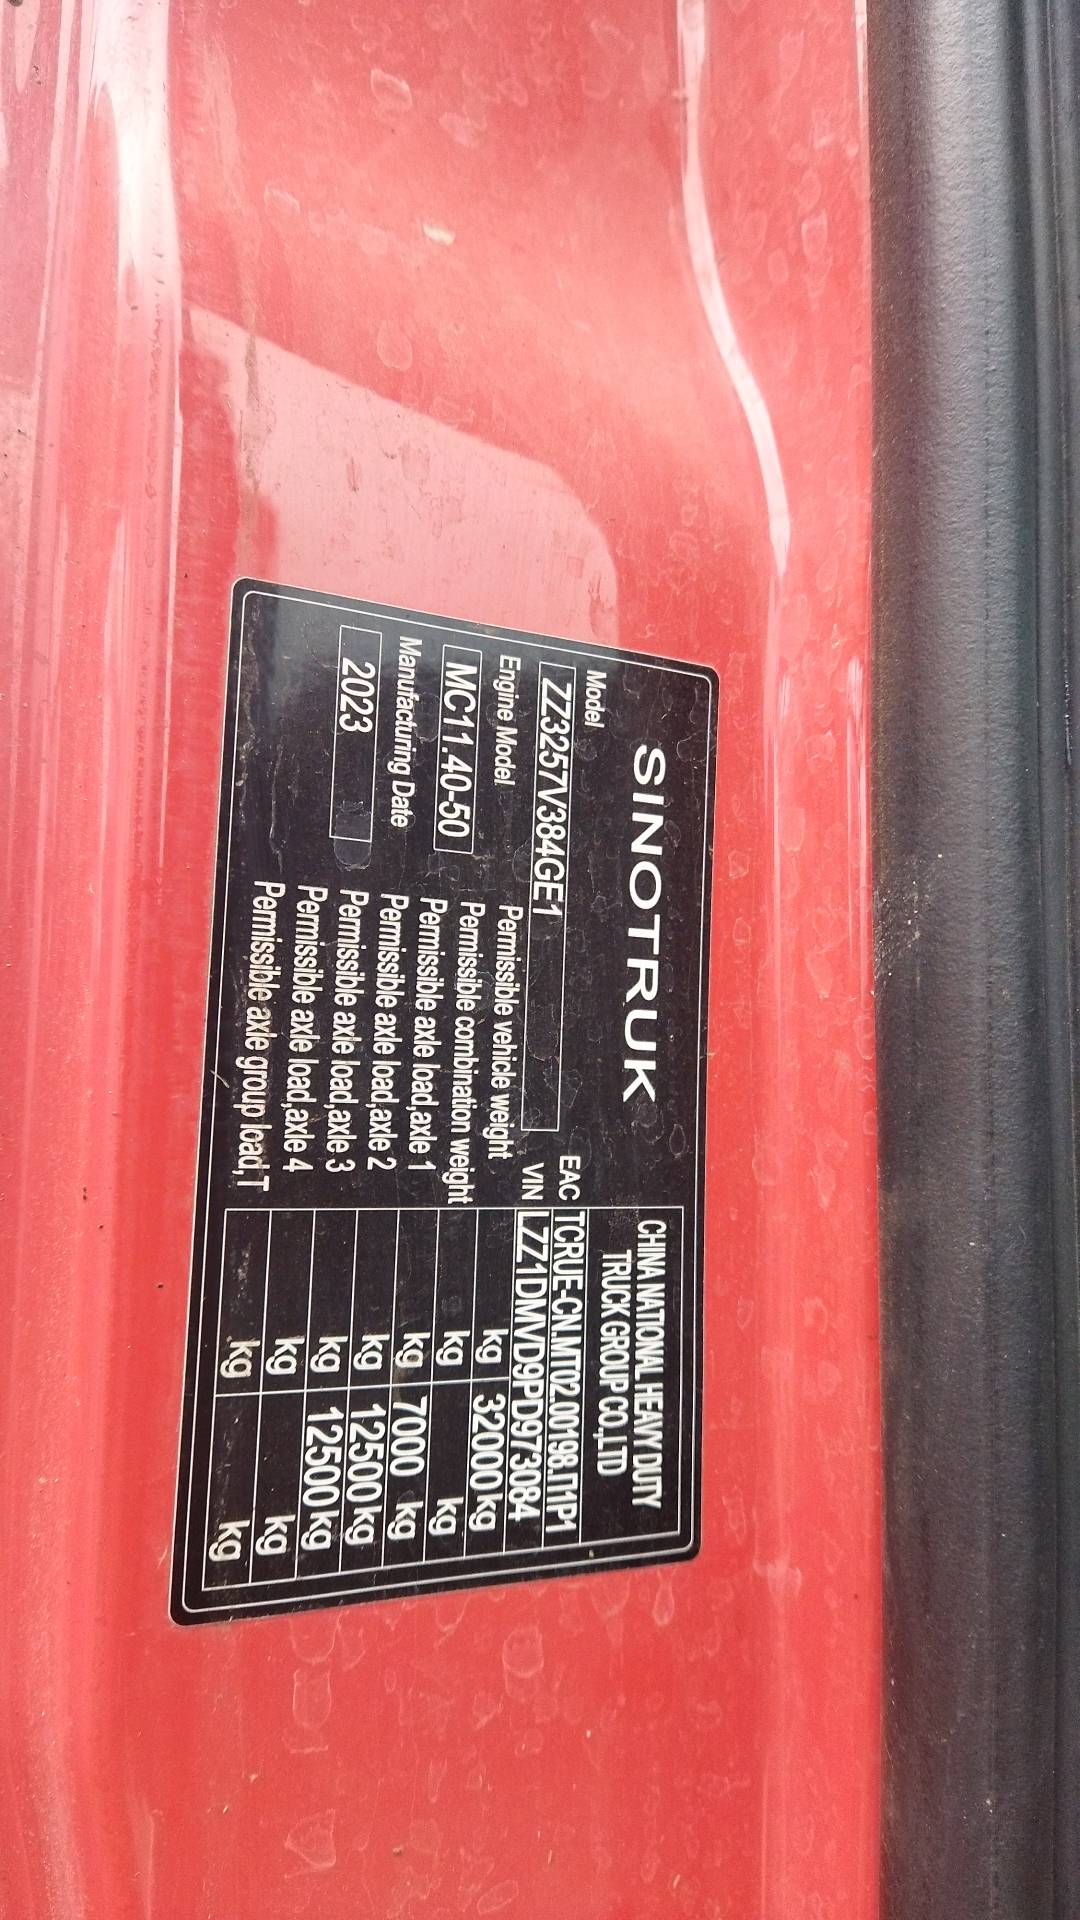 SINOTRUK
CHINA NATIONAL HEAVY DUTY
TRUCK GROUP CO.,LTD
Model
ZZ3257V384GE1
EAC TCRUE-CN.MT02.00198.П1Р1
VIN LZZ1DMVD9PD973084
Engine Model
MC11.40-50
Manufacturing Date
2023
Permissible vehicle weight kg 32000kg
Permissible combination weight kg kg
Permissible axle load,axle 1 kg 7000 kg
Permissible axle load,axle 2 kg 12500kg
Permissible axle load,axle 3 kg 12500kg
Permissible axle load,axle 4 kg kg
Permissible axle group load,T kg kg